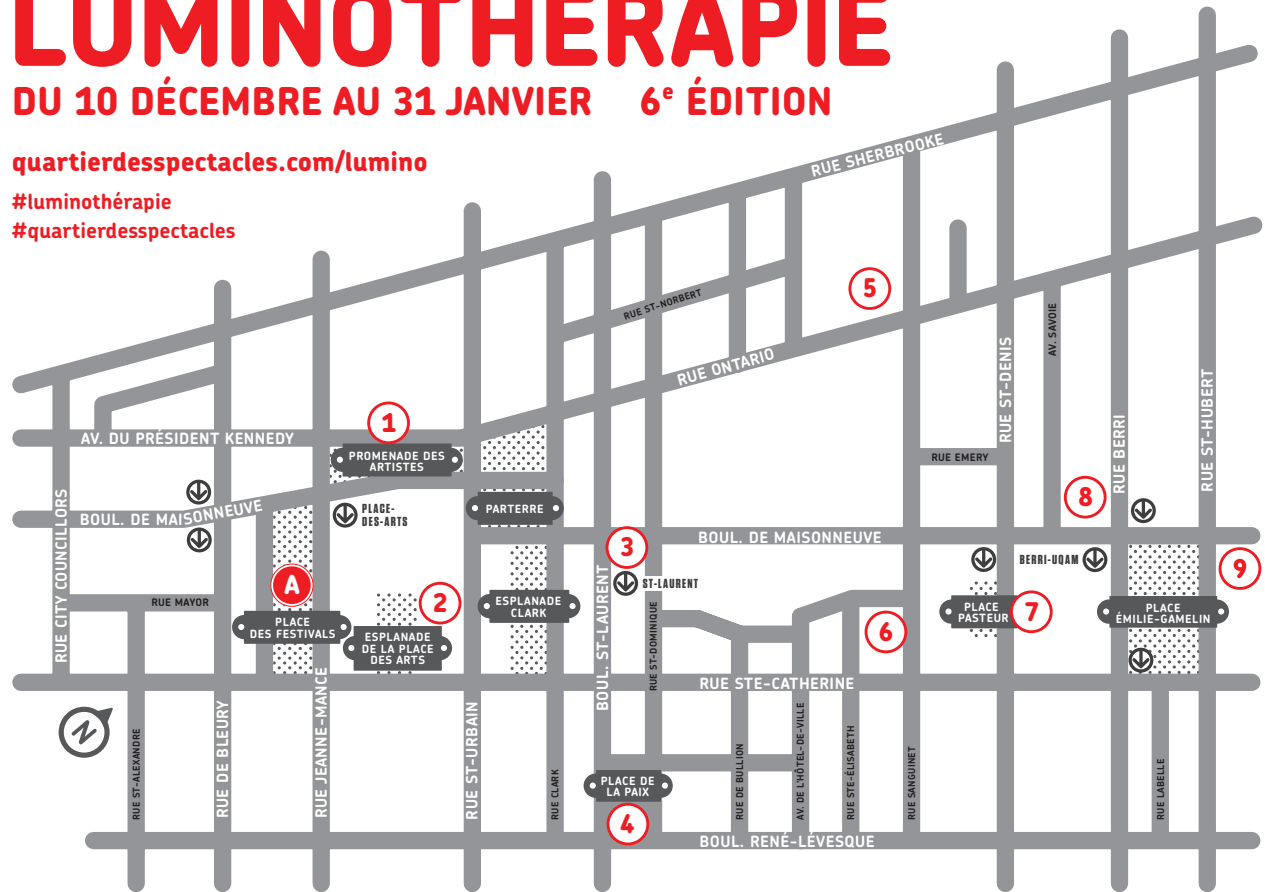 LUMINOTHÉRAPIE
DU 10 DÉCEMBRE AU 31 JANVIER 6e ÉDITION
quartierdesspectacles.com/lumino
#luminothérapie
#quartierdesspectacles
RUE SHERBROOKE
5
RUE ST-NORBERT
AV. SAVOIE
RUE ONTARIO
RUE ST-DENIS
RUE ST-HUBERT
RUE BERRI
1
AV. DU PRÉSIDENT KENNEDY
PROMENADE DES
ARTISTES
RUE EMERY
8
PLACE-
DES-ARTS
BOUL. DE MAISONNEUVE
PARTERRE
3
BOUL. DE MAISONNEUVE
BERRI-UQAM
9
RUE CITY COUNCILLORS
A
ST-LAURENT
RUE MAYOR
2
ESPLANADE
CLARK
PLACE
PASTEUR
7
PLACE
ÉMILIE-GAMELIN
PLACE
DES FESTIVALS
ESPLANADE
DE LA PLACE
DES ARTS
BOUL. ST-LAURENT
RUE ST-DOMINIQUE
6
RUE STE-CATHERINE
N
RUE ST-ALEXANDRE
RUE DE BLEURY
RUE JEANNE-MANCE
RUE ST-URBAIN
RUE CLARK
PLACE DE
LA PAIX
4
RUE DE BULLION
AV. DE L'HÔTEL-DE-VILLE
RUE STE-ÉLISABETH
RUE SANGUINET
RUE LABELLE
BOUL. RENÉ-LÉVESQUE